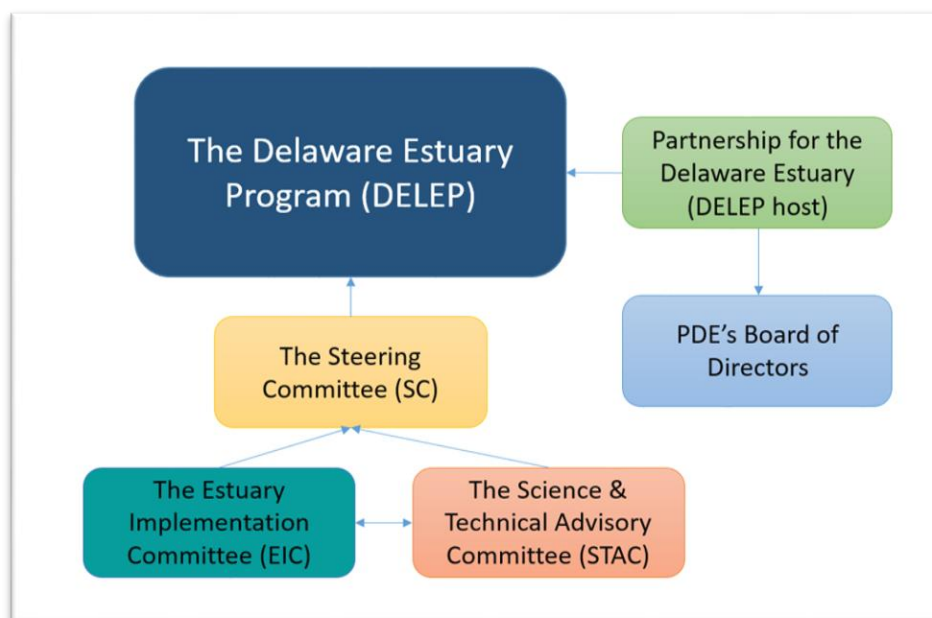 The Delaware Estuary
Program (DELEP)
Partnership for the
Delaware Estuary
(DELEP host)
The Steering
Committee (SC)
PDE’s Board of
Directors
The Estuary
Implementation
Committee (EIC)
The Science &
Technical Advisory
Committee (STAC)